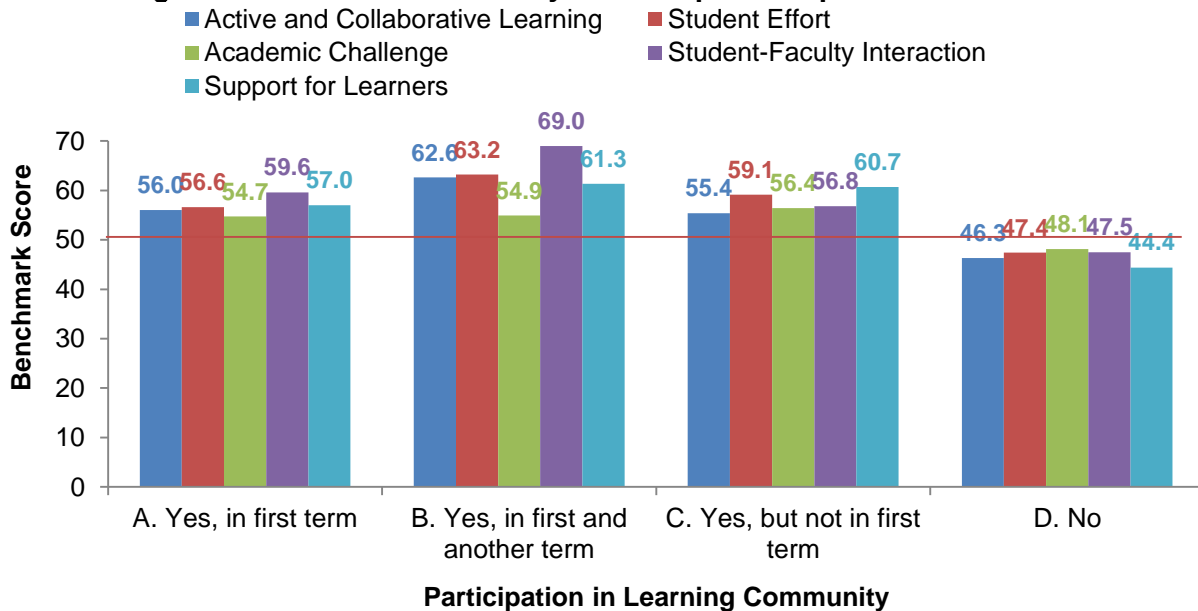 Active and Collaborative Learning Student Effort
Academic Challenge Student-Faculty Interaction
Support for Learners
Benchmark Score
70
60
50
40
30
20
10
0
56.0 56.6 54.7 59.6 57.0
62.6 63.2 54.9 69.0 61.3
55.4 59.1 56.4 56.8 60.7
46.3 47.4 48.1 47.5 44.4
A. Yes, in first term
B. Yes, in first and
another term
C. Yes, but not in first
term
D. No
Participation in Learning Community